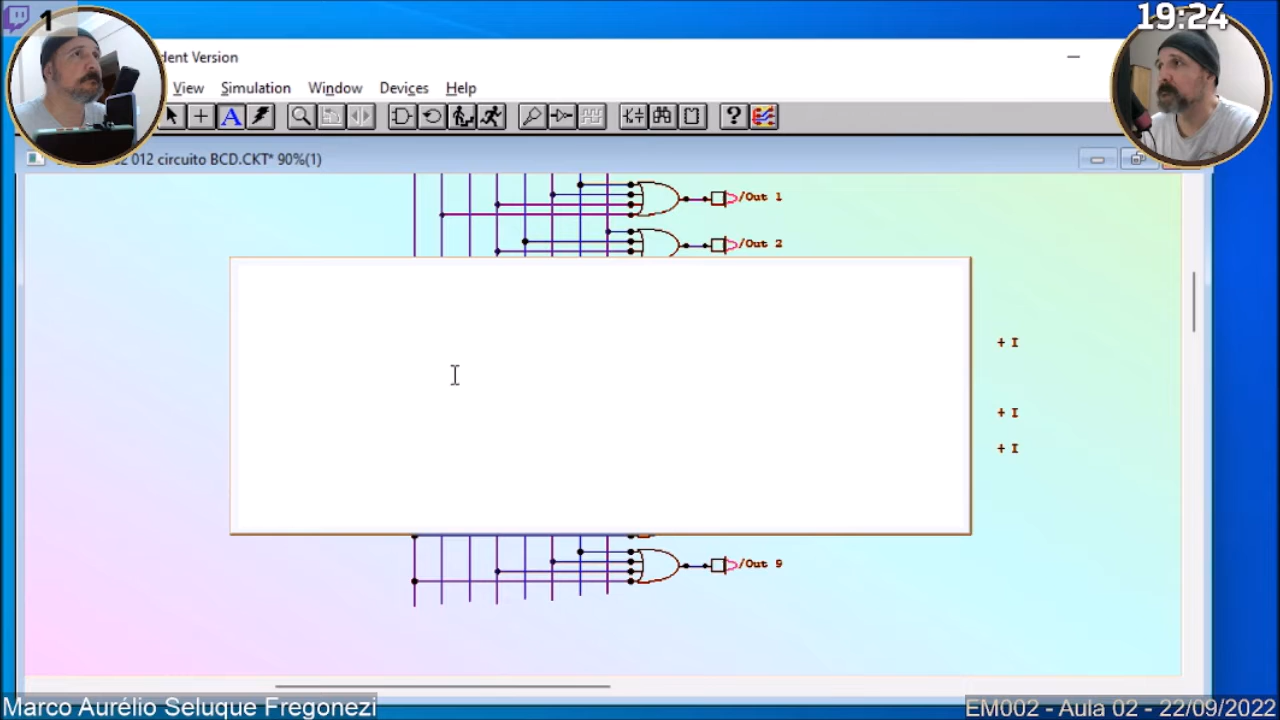 1
19:24
dent Version
View Simulation Window Devices Help
A ?
012 circuito BCD.CKT* 90%(1)
/Out 1
/Out 2
+ I
+ I
+ I
/Out 9
Marco Aurélio Seluque Fregonezi
EM002 - Aula 02 - 22/09/2022